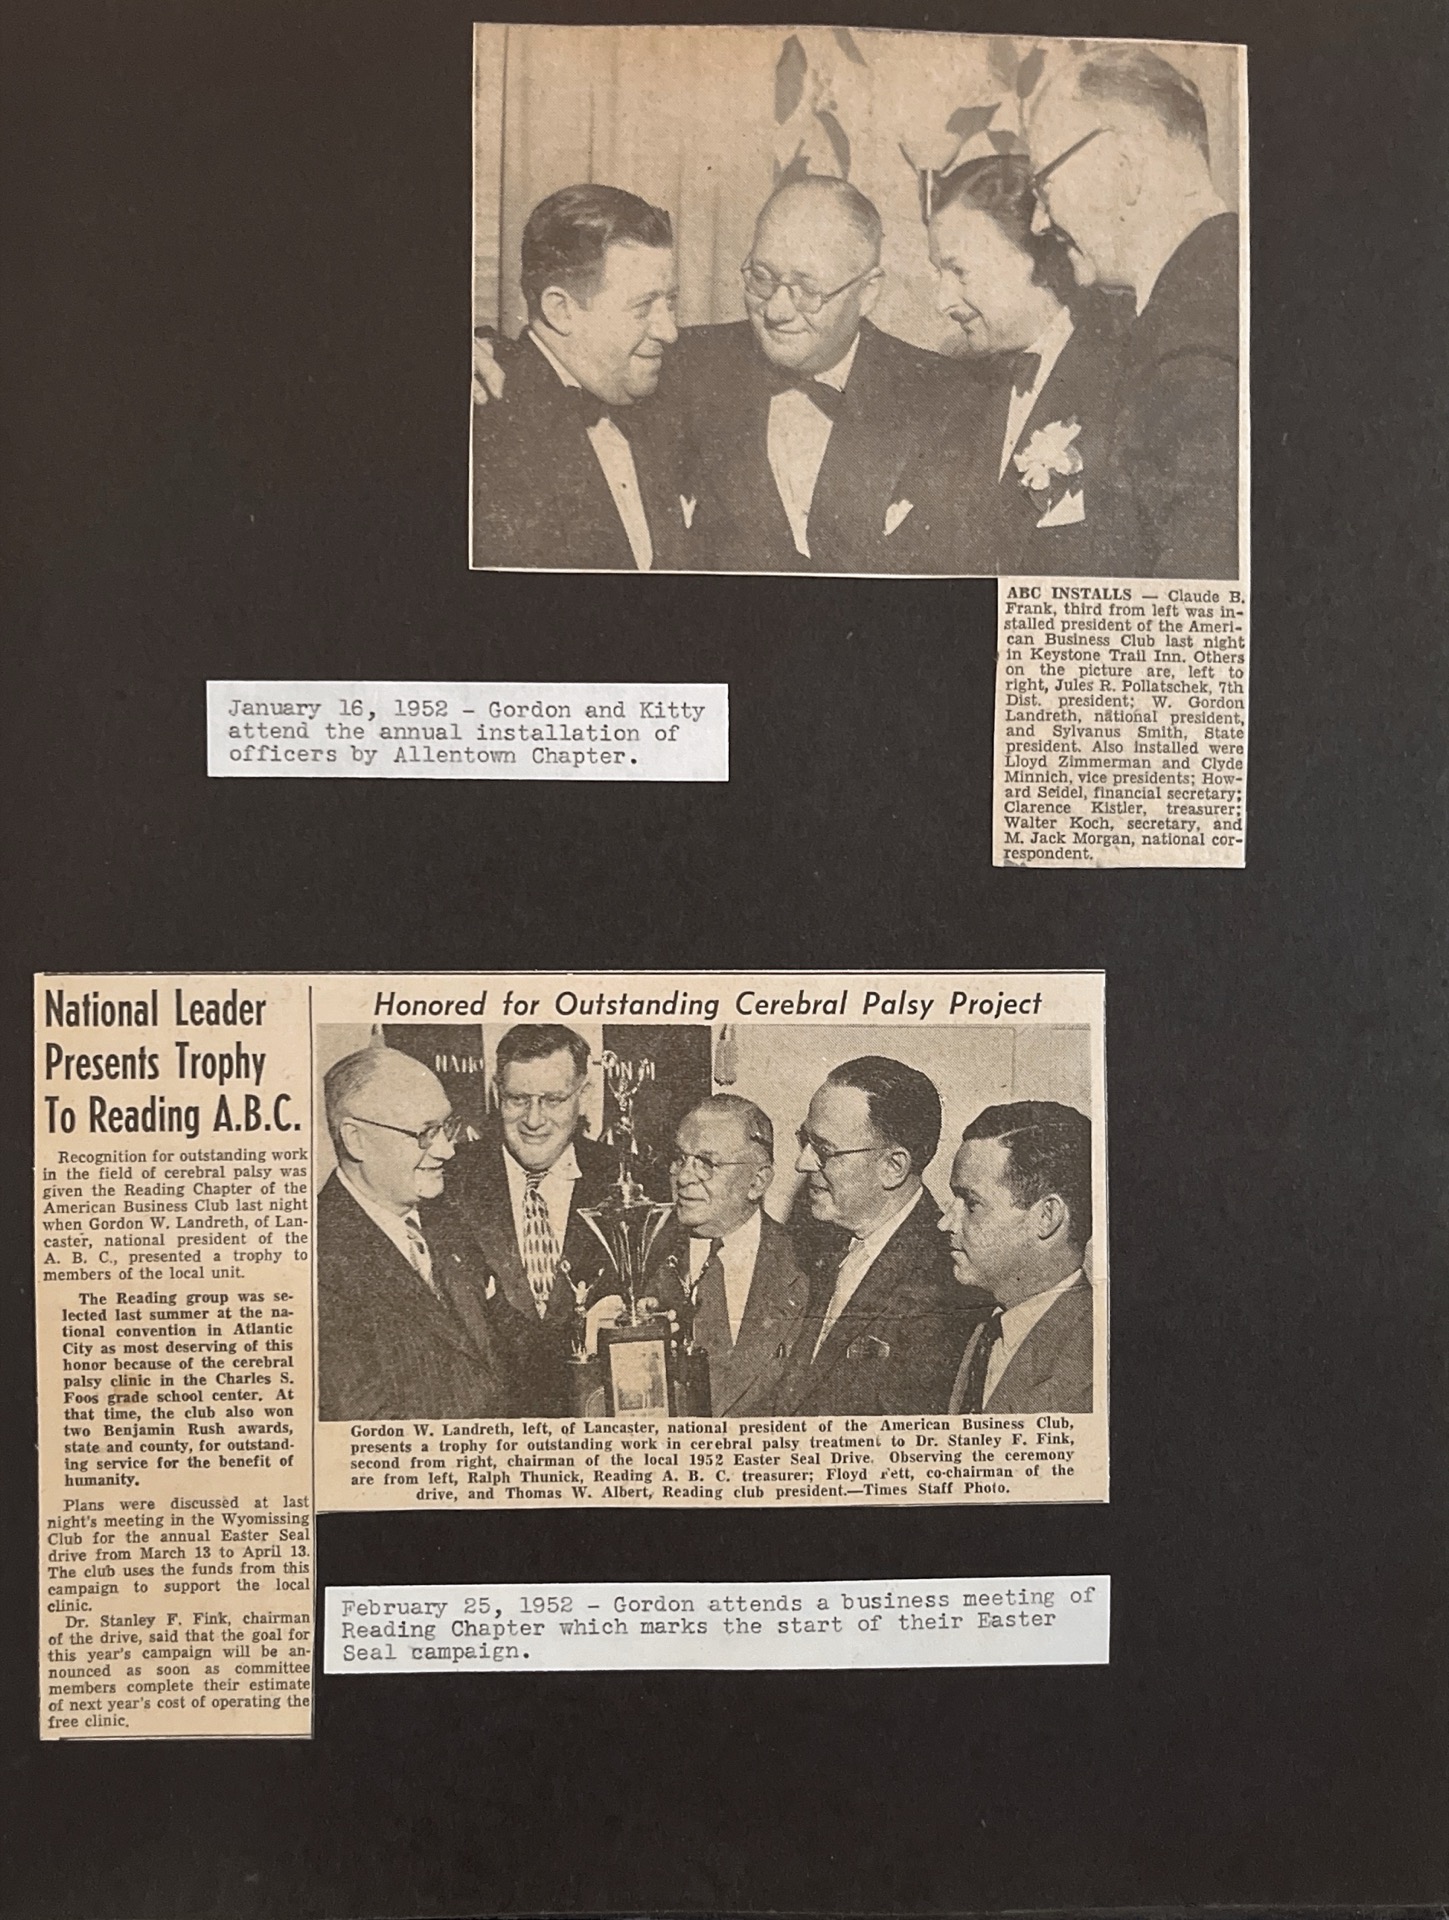 ABC INSTALLS — Claude B.
Frank, third from left was in-
stalled president of the Ameri-
can Business Club last night
in Keystone Trail Inn. Others
on the picture are, left to
right, Jules R. Pollatschek, 7th
Dist. president; W. Gordon
Landreth, national president,
and Sylvanus Smith, State
president. Also installed were
Lloyd Zimmerman and Clyde
Minnich, vice presidents; How-
ard Seidel, financial secretary;
Clarence Kistler, treasurer;
Walter Koch, secretary, and
M. Jack Morgan, national cor-
respondent.
January 16, 1952 - Gordon and Kitty
attend the annual installation of
officers by Allentown Chapter.
National Leader
Presents Trophy
To Reading A.B.C.
Recognition for outstanding work
in the field of cerebral palsy was
given the Reading Chapter of the
American Business Club last night
when Gordon W. Landreth, of Lan-
caster, national president of the
A. B. C., presented a trophy to
members of the local unit.
The Reading group was se-
lected last summer at the na-
tional convention in Atlantic
City as most deserving of this
honor because of the cerebral
palsy clinic in the Charles S.
Foos grade school center. At
that time, the club also won
two Benjamin Rush awards,
state and county, for outstand-
ing service for the benefit of
humanity.
Plans were discussed at last
night's meeting in the Wyomissing
Club for the annual Easter Seal
drive from March 13 to April 13.
The club uses the funds from this
campaign to support the local
clinic.
Dr. Stanley F. Fink, chairman
of the drive, said that the goal for
this year's campaign will be an-
nounced as soon as committee
members complete their estimate
of next year's cost of operating the
free clinic.
Honored for Outstanding Cerebral Palsy Project
Gordon W. Landreth, left, of Lancaster, national president of the American Business Club,
presents a trophy for outstanding work in cerebral palsy treatment to Dr. Stanley F. Fink,
second from right, chairman of the local 1952 Easter Seal Drive. Observing the ceremony
are from left, Ralph Thunick, Reading A. B. C. treasurer; Floyd co-chairman of the
drive, and Thomas W. Albert, Reading club president.—Times Staff Photo.
February 25, 1952 - Gordon attends a business meeting of
Reading Chapter which marks the start of their Easter
Seal campaign.